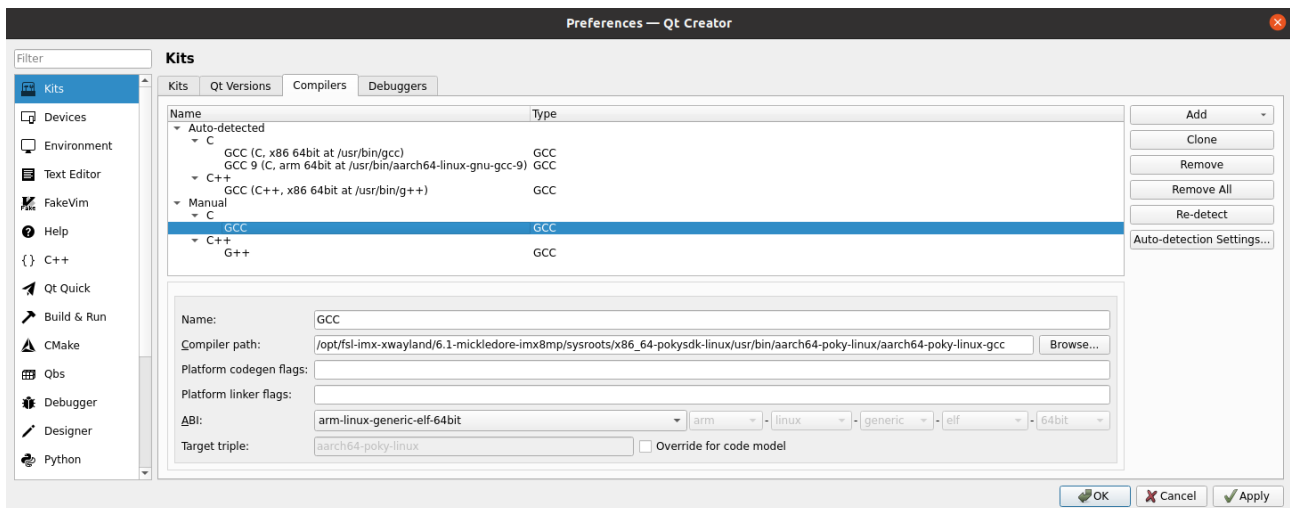 Preferences — Qt Creator
Filter
Kits
Devices
Environment
Text Editor
FakeVim
Help
{} C++
Qt Quick
Build & Run
CMake
Qbs
Debugger
Designer
Python
Kits
Kits Qt Versions Compilers Debuggers
Name Type
Auto-detected
C
GCC (C, x86 64bit at /usr/bin/gcc) GCC
GCC 9 (C, arm 64bit at /usr/bin/aarch64-linux-gnu-gcc-9) GCC
C++
GCC (C++, x86 64bit at /usr/bin/g++) GCC
Manual
C
GCC GCC
C++
G++ GCC
Add
Clone
Remove
Remove All
Re-detect
Auto-detection Settings...
Name: GCC
Compiler path: /opt/fsl-imx-xwayland/6.1-mickledore-imx8mp/sysroots/x86_64-pokysdk-linux/usr/bin/aarch64-poky-linux/aarch64-poky-linux-gcc Browse...
Platform codegen flags:
Platform linker flags:
ABI: arm-linux-generic-elf-64bit arm - linux - generic - elf - 64bit
Target triple: aarch64-poky-linux Override for code model
OK Cancel Apply